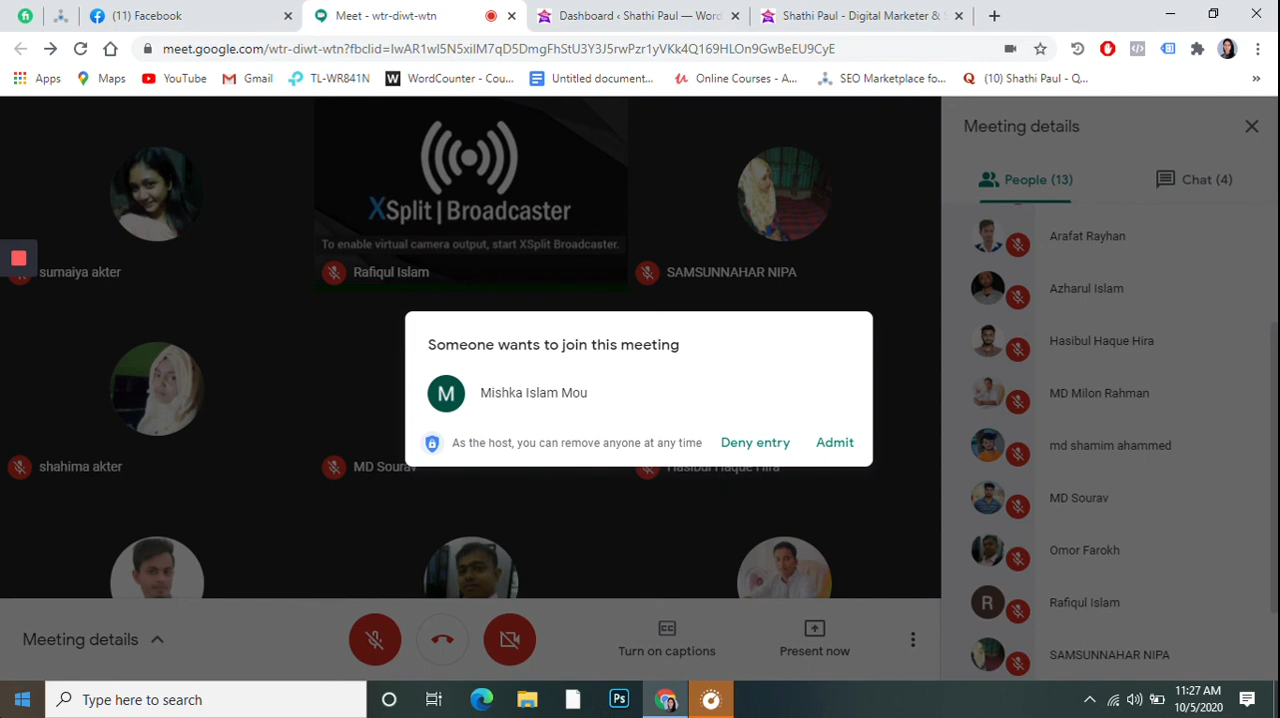 (11) Facebook
Meet - wtr-diwt-wtn
Dashboard ‹ Shathi Paul — Word
Shathi Paul - Digital Marketer &
meet.google.com/wtr-diwt-wtn?fbclid=IwAR1wI5N5xiIM7qD5DmgFhStU3Y3J5rwPzr1yVKk4Q169HLOn9GwBeEU9CyE
Apps
Maps
YouTube
Gmail
TL-WR841N
WordCounter - Cou...
Untitled document...
Online Courses - A...
SEO Marketplace fo...
(10) Shathi Paul - Q...
XSplit | Broadcaster
To enable virtual camera output, start XSplit Broadcaster.
sumaiya akter
Rafiqul Islam
SAMSUNNAHAR NIPA
Someone wants to join this meeting
M
Mishka Islam Mou
As the host, you can remove anyone at any time
Deny entry
Admit
shahima akter
MD Sourav
Hasibul Haque Hira
Meeting details
People (13)
Chat (4)
Arafat Rayhan
Azharul Islam
Hasibul Haque Hira
MD Milon Rahman
md shamim ahammed
MD Sourav
Omor Farokh
R
Rafiqul Islam
SAMSUNNAHAR NIPA
Meeting details
Turn on captions
Present now
Type here to search
Ps
11:27 AM
10/5/2020